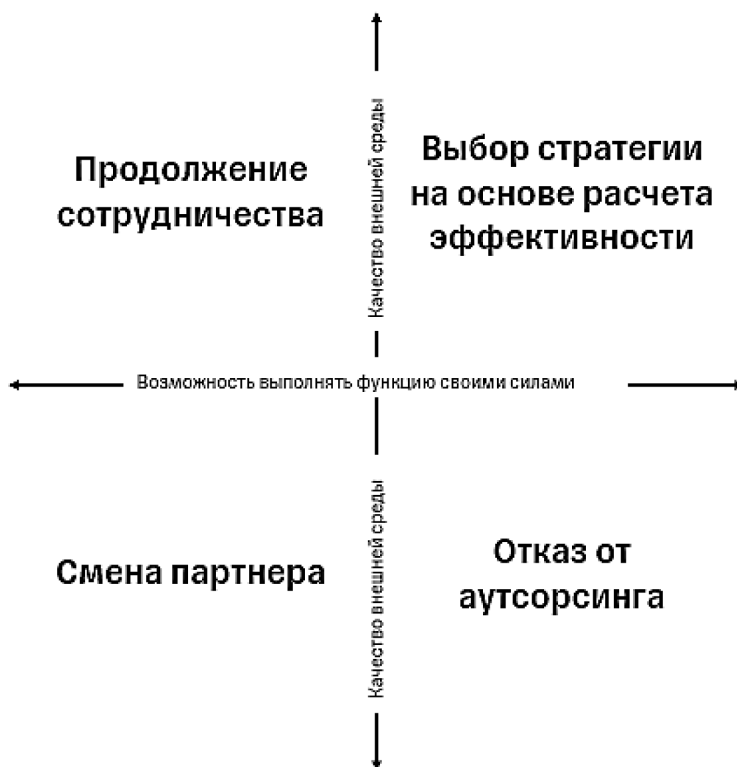 Продолжение
сотрудничества
Качество внешней среды
Выбор стратегии
на основе расчета
эффективности
Возможность выполнять функцию своими силами
Смена партнера
Качество внешней среды
Отказ от
аутсорсинга